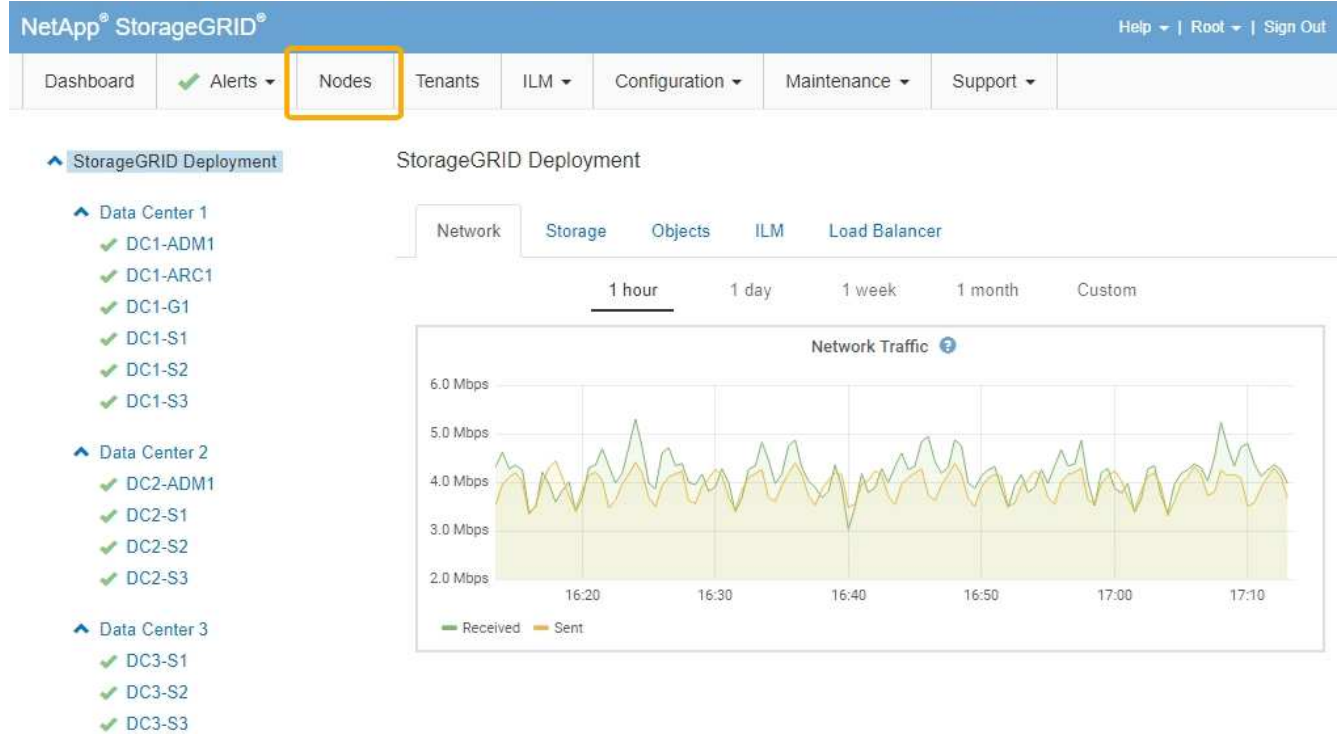 NetApp® StorageGRID®
Help | Root | Sign Out
Dashboard Alerts Nodes Tenants ILM Configuration Maintenance Support
StorageGRID Deployment
Data Center 1
DC1-ADM1
DC1-ARC1
DC1-G1
DC1-S1
DC1-S2
DC1-S3
Data Center 2
DC2-ADM1
DC2-S1
DC2-S2
DC2-S3
Data Center 3
DC3-S1
DC3-S2
DC3-S3
StorageGRID Deployment
Network Storage Objects ILM Load Balancer
1 hour 1 day 1 week 1 month Custom
Network Traffic ?
6.0 Mbps
5.0 Mbps
4.0 Mbps
3.0 Mbps
2.0 Mbps
16:20 16:30 16:40 16:50 17:00 17:10
Received Sent